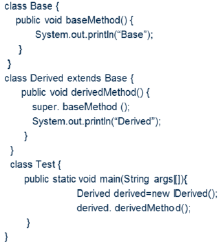 class Base {
public void baseMethod() {
System.out.println(“Base”);
}
}
class Derived extends Base {
public void derivedMethod() {
super. baseMethod ();
System.out.println(“Derived”);
}
}
class Test {
public static void main(String args[]){
Derived derived=new Derived();
derived. derivedMethod();
}
}